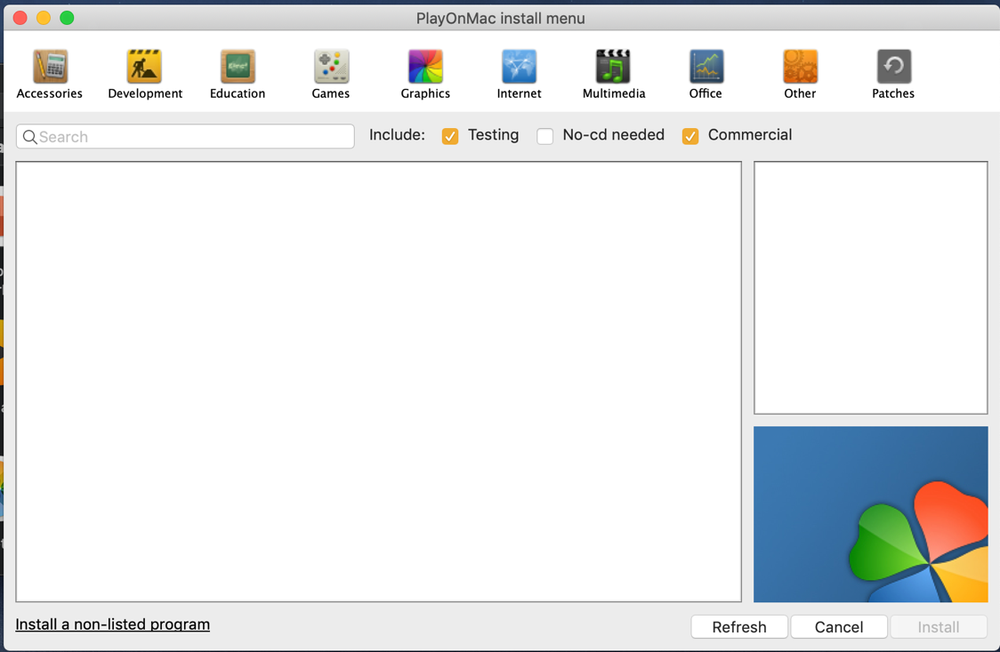 PlayOnMac install menu
Accessories Development Education Games Graphics Internet Multimedia Office Other Patches
Search Include: Testing No-cd needed Commercial
Install a non-listed program Refresh Cancel Install